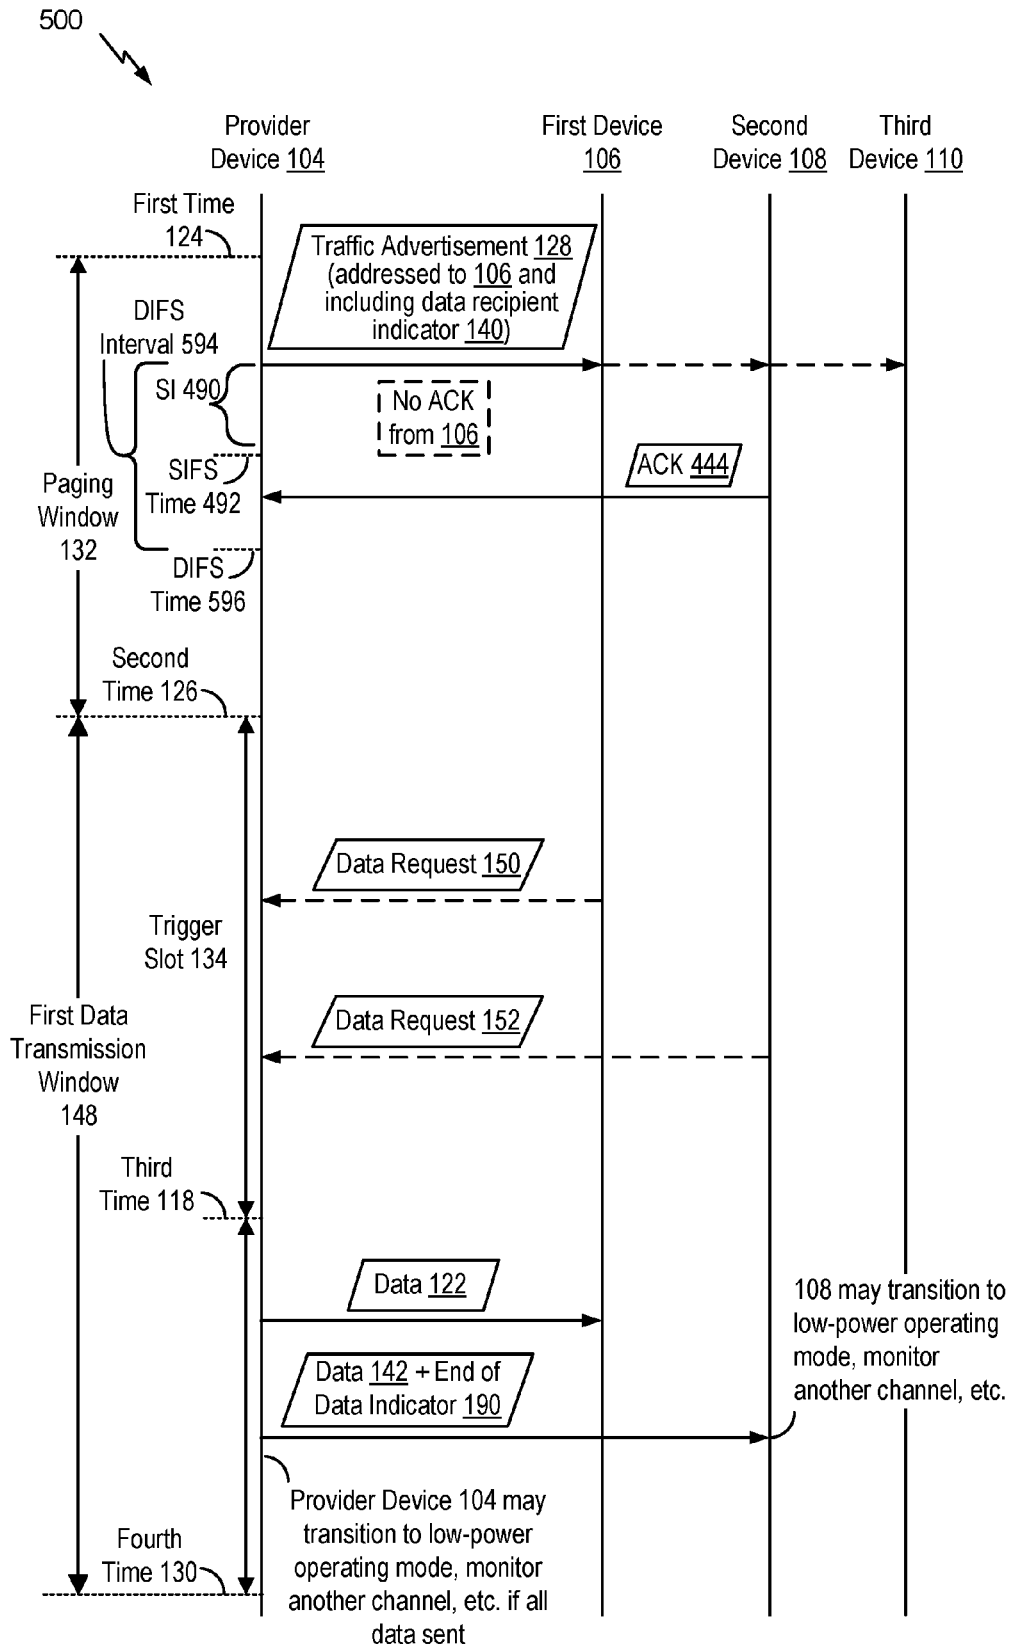 500
Provider
Device 104
First Device
106
Second
Device 108
Third
Device 110
First Time
124
Traffic Advertisement 128
(addressed to 106 and
including data recipient
indicator 140)
DIFS
Interval 594
SI 490
No ACK
from 106
ACK 444
SIFS
Time 492
Paging
Window
132
DIFS
Time 596
Second
Time 126
Data Request 150
Trigger
Slot 134
Data Request 152
First Data
Transmission
Window
148
Third
Time 118
Data 122
108 may transition to
low-power operating
mode, monitor
another channel, etc.
Data 142 + End of
Data Indicator 190
Provider Device 104 may
transition to low-power
operating mode, monitor
another channel, etc. if all
data sent
Fourth
Time 130